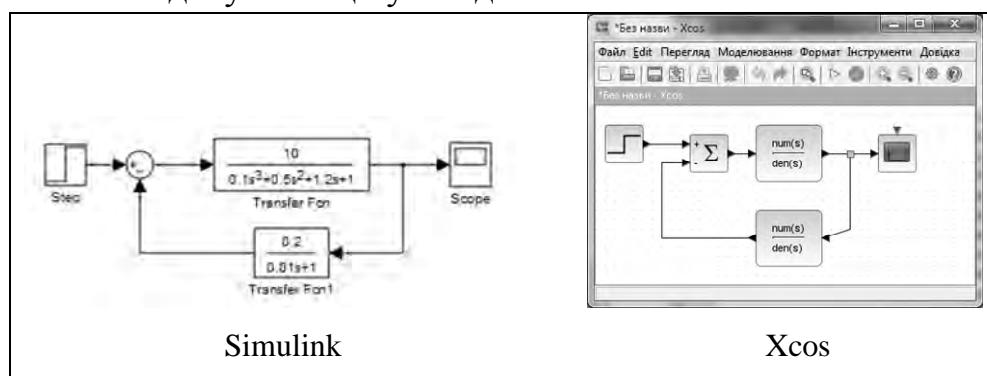 10
0.1s³+0.5s²+1.2s+1
Transfer Fcn
Step
Scope
0.2
0.81s+1
Transfer Fcn1
Simulink
*Без назви - Xcos
Файл Edit Перегляд Моделювання Формат Інструменти Довідка
*Без назви - Xcos
+
-
Σ
num(s)
den(s)
num(s)
den(s)
Xcos